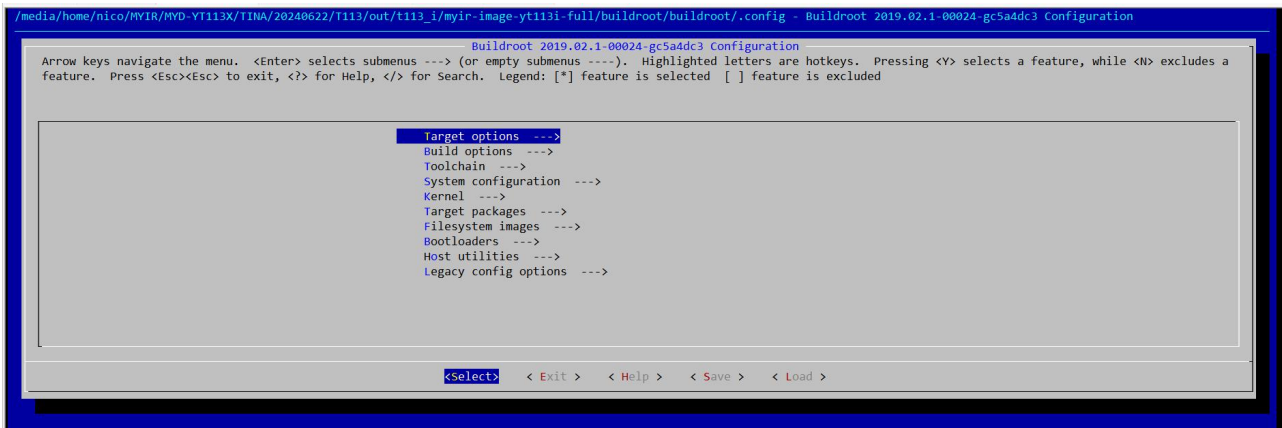 /media/home/nico/MYIR/MYD-YT113X/TINA/20240622/T113/out/t113_i/myir-image-yt113i-full/buildroot/buildroot/.config - Buildroot 2019.02.1-00024-gc5a4dc3 Configuration
Buildroot 2019.02.1-00024-gc5a4dc3 Configuration
Arrow keys navigate the menu. <Enter> selects submenus ---> (or empty submenus ----). Highlighted letters are hotkeys. Pressing <Y> selects a feature, while <N> excludes a
feature. Press <Esc><Esc> to exit, <?> for Help, </> for Search. Legend: [*] feature is selected [ ] feature is excluded
Target options --->
Build options --->
Toolchain --->
System configuration --->
Kernel --->
Target packages --->
Filesystem images --->
Bootloaders --->
Host utilities --->
Legacy config options --->
<Select> < Exit > < Help > < Save > < Load >